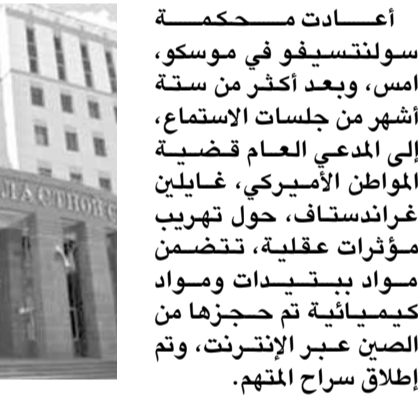 أعادت محكمة
سولنتسيفو في موسكو،
امس، وبعد أكثر من ستة
أشهر من جلسات الاستماع،
إلى المدعي العام قضية
المواطن الأميركي، غايلين
غراندستاف، حول تهريب
مؤثرات عقلية، تتضمن
مواد ببتيدات ومواد
كيميائية تم حجزها من
الصين عبر الإنترنت، وتم
إطلاق سراح المتهم.
ЛАСТНОЙ С